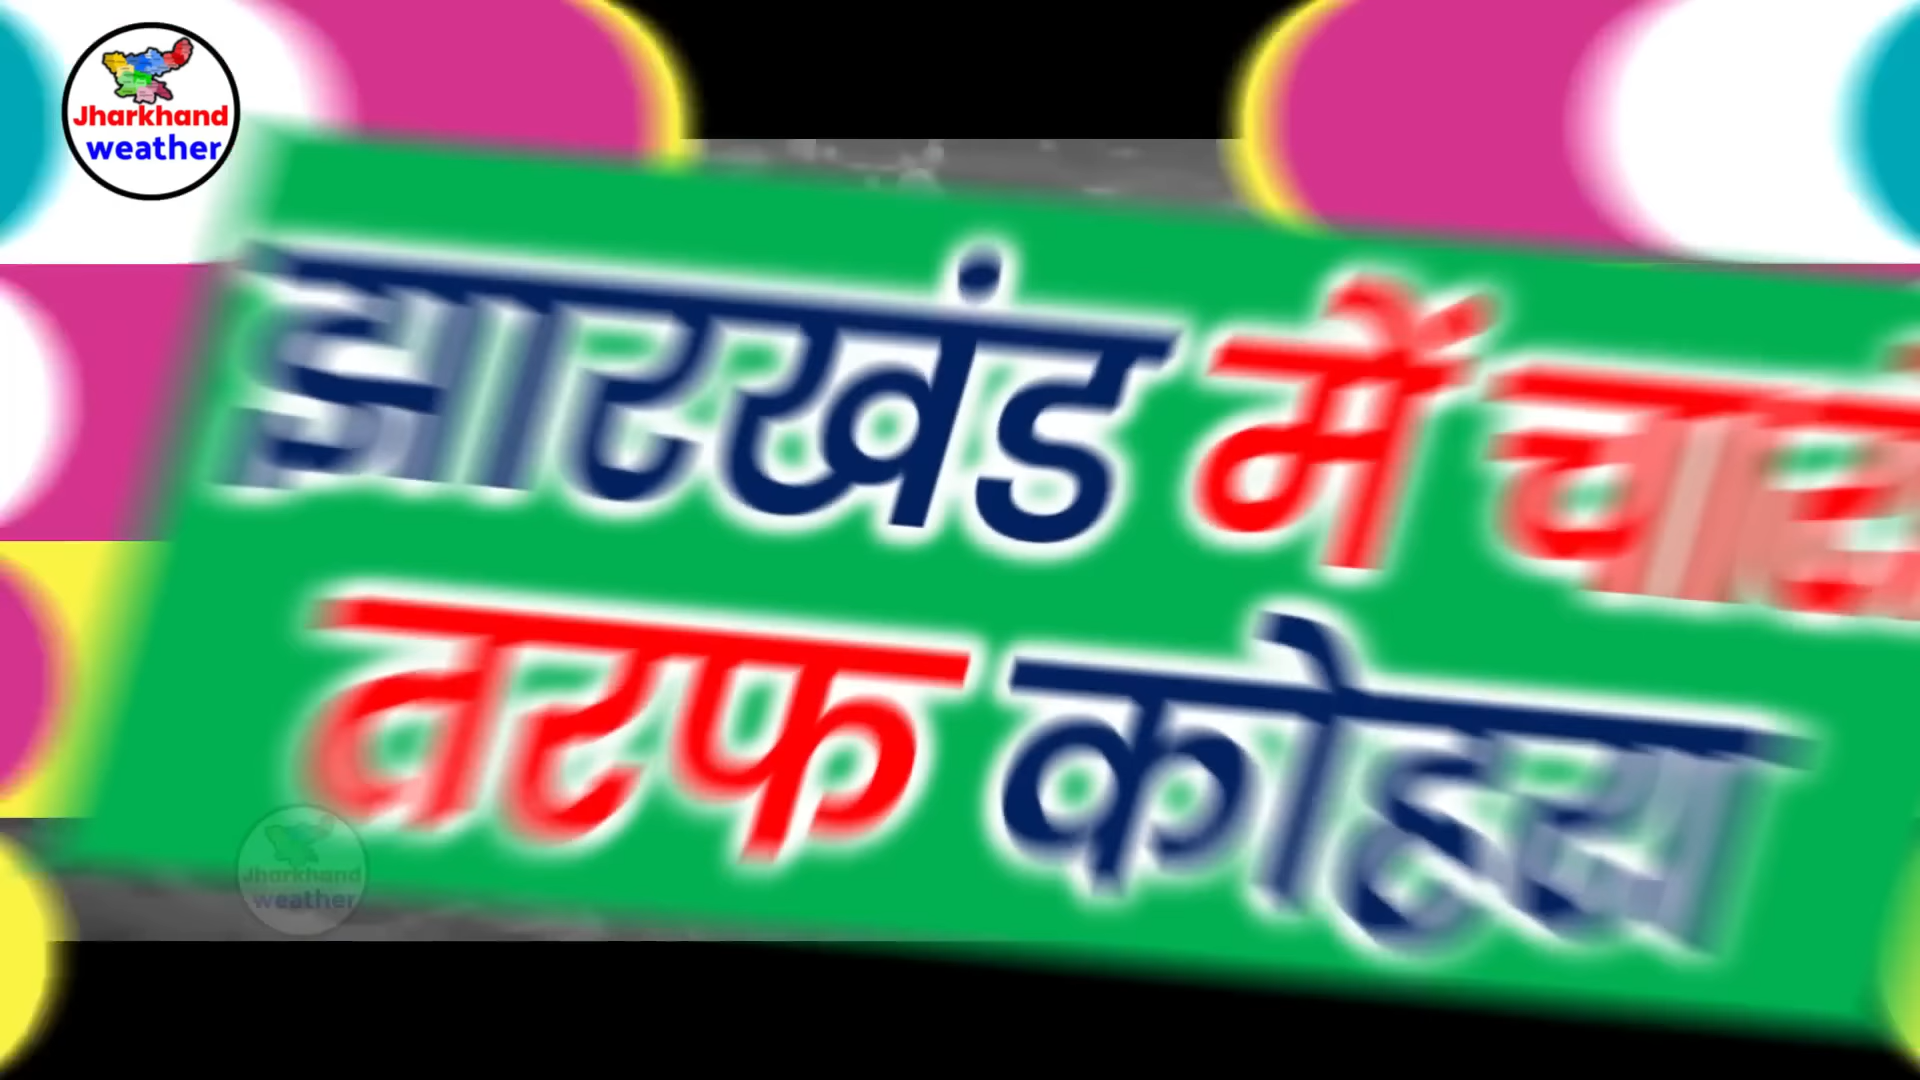 Jharkhand
weather
झारखंड में चारो
तरफ कोहरा
Jharkhand
weather